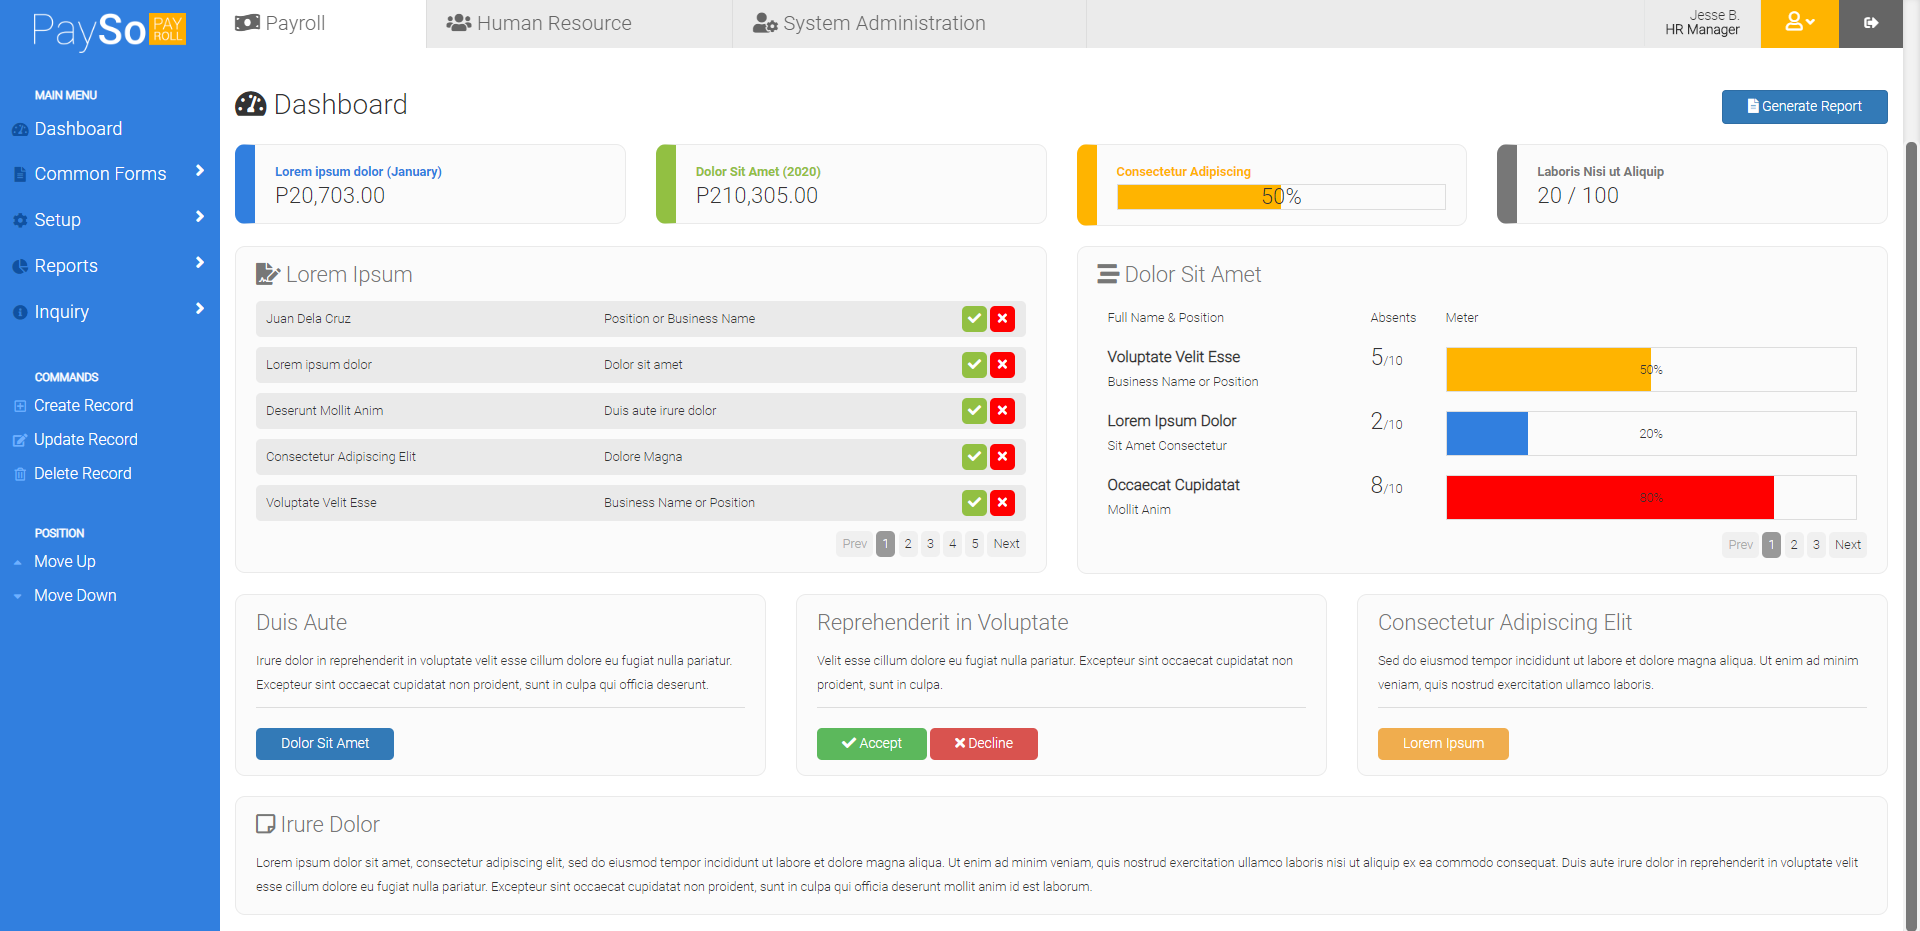 PaySo PAY ROLL
Payroll
Human Resource
System Administration
Jesse B.
HR Manager
MAIN MENU
Dashboard
Common Forms
Setup
Reports
Inquiry
COMMANDS
Create Record
Update Record
Delete Record
POSITION
Move Up
Move Down
Dashboard
Generate Report
Lorem ipsum dolor (January)
P20,703.00
Dolor Sit Amet (2020)
P210,305.00
Consectetur Adipiscing
50%
Laboris Nisi ut Aliquip
20 / 100
Lorem Ipsum
Juan Dela Cruz Position or Business Name
Lorem ipsum dolor Dolor sit amet
Deserunt Mollit Anim Duis aute irure dolor
Consectetur Adipiscing Elit Dolore Magna
Voluptate Velit Esse Business Name or Position
Prev 1 2 3 4 5 Next
Dolor Sit Amet
Full Name & Position Absents Meter
Voluptate Velit Esse 5/10 50%
Business Name or Position
Lorem Ipsum Dolor 2/10 20%
Sit Amet Consectetur
Occaecat Cupidatat 8/10 80%
Mollit Anim
Prev 1 2 3 Next
Duis Aute
Irure dolor in reprehenderit in voluptate velit esse cillum dolore eu fugiat nulla pariatur.
Excepteur sint occaecat cupidatat non proident, sunt in culpa qui officia deserunt.
Dolor Sit Amet
Reprehenderit in Voluptate
Velit esse cillum dolore eu fugiat nulla pariatur. Excepteur sint occaecat cupidatat non
proident, sunt in culpa.
Accept Decline
Consectetur Adipiscing Elit
Sed do eiusmod tempor incididunt ut labore et dolore magna aliqua. Ut enim ad minim
veniam, quis nostrud exercitation ullamco laboris.
Lorem Ipsum
Irure Dolor
Lorem ipsum dolor sit amet, consectetur adipiscing elit, sed do eiusmod tempor incididunt ut labore et dolore magna aliqua. Ut enim ad minim veniam, quis nostrud exercitation ullamco laboris nisi ut aliquip ex ea commodo consequat. Duis aute irure dolor in reprehenderit in voluptate velit
esse cillum dolore eu fugiat nulla pariatur. Excepteur sint occaecat cupidatat non proident, sunt in culpa qui officia deserunt mollit anim id est laborum.